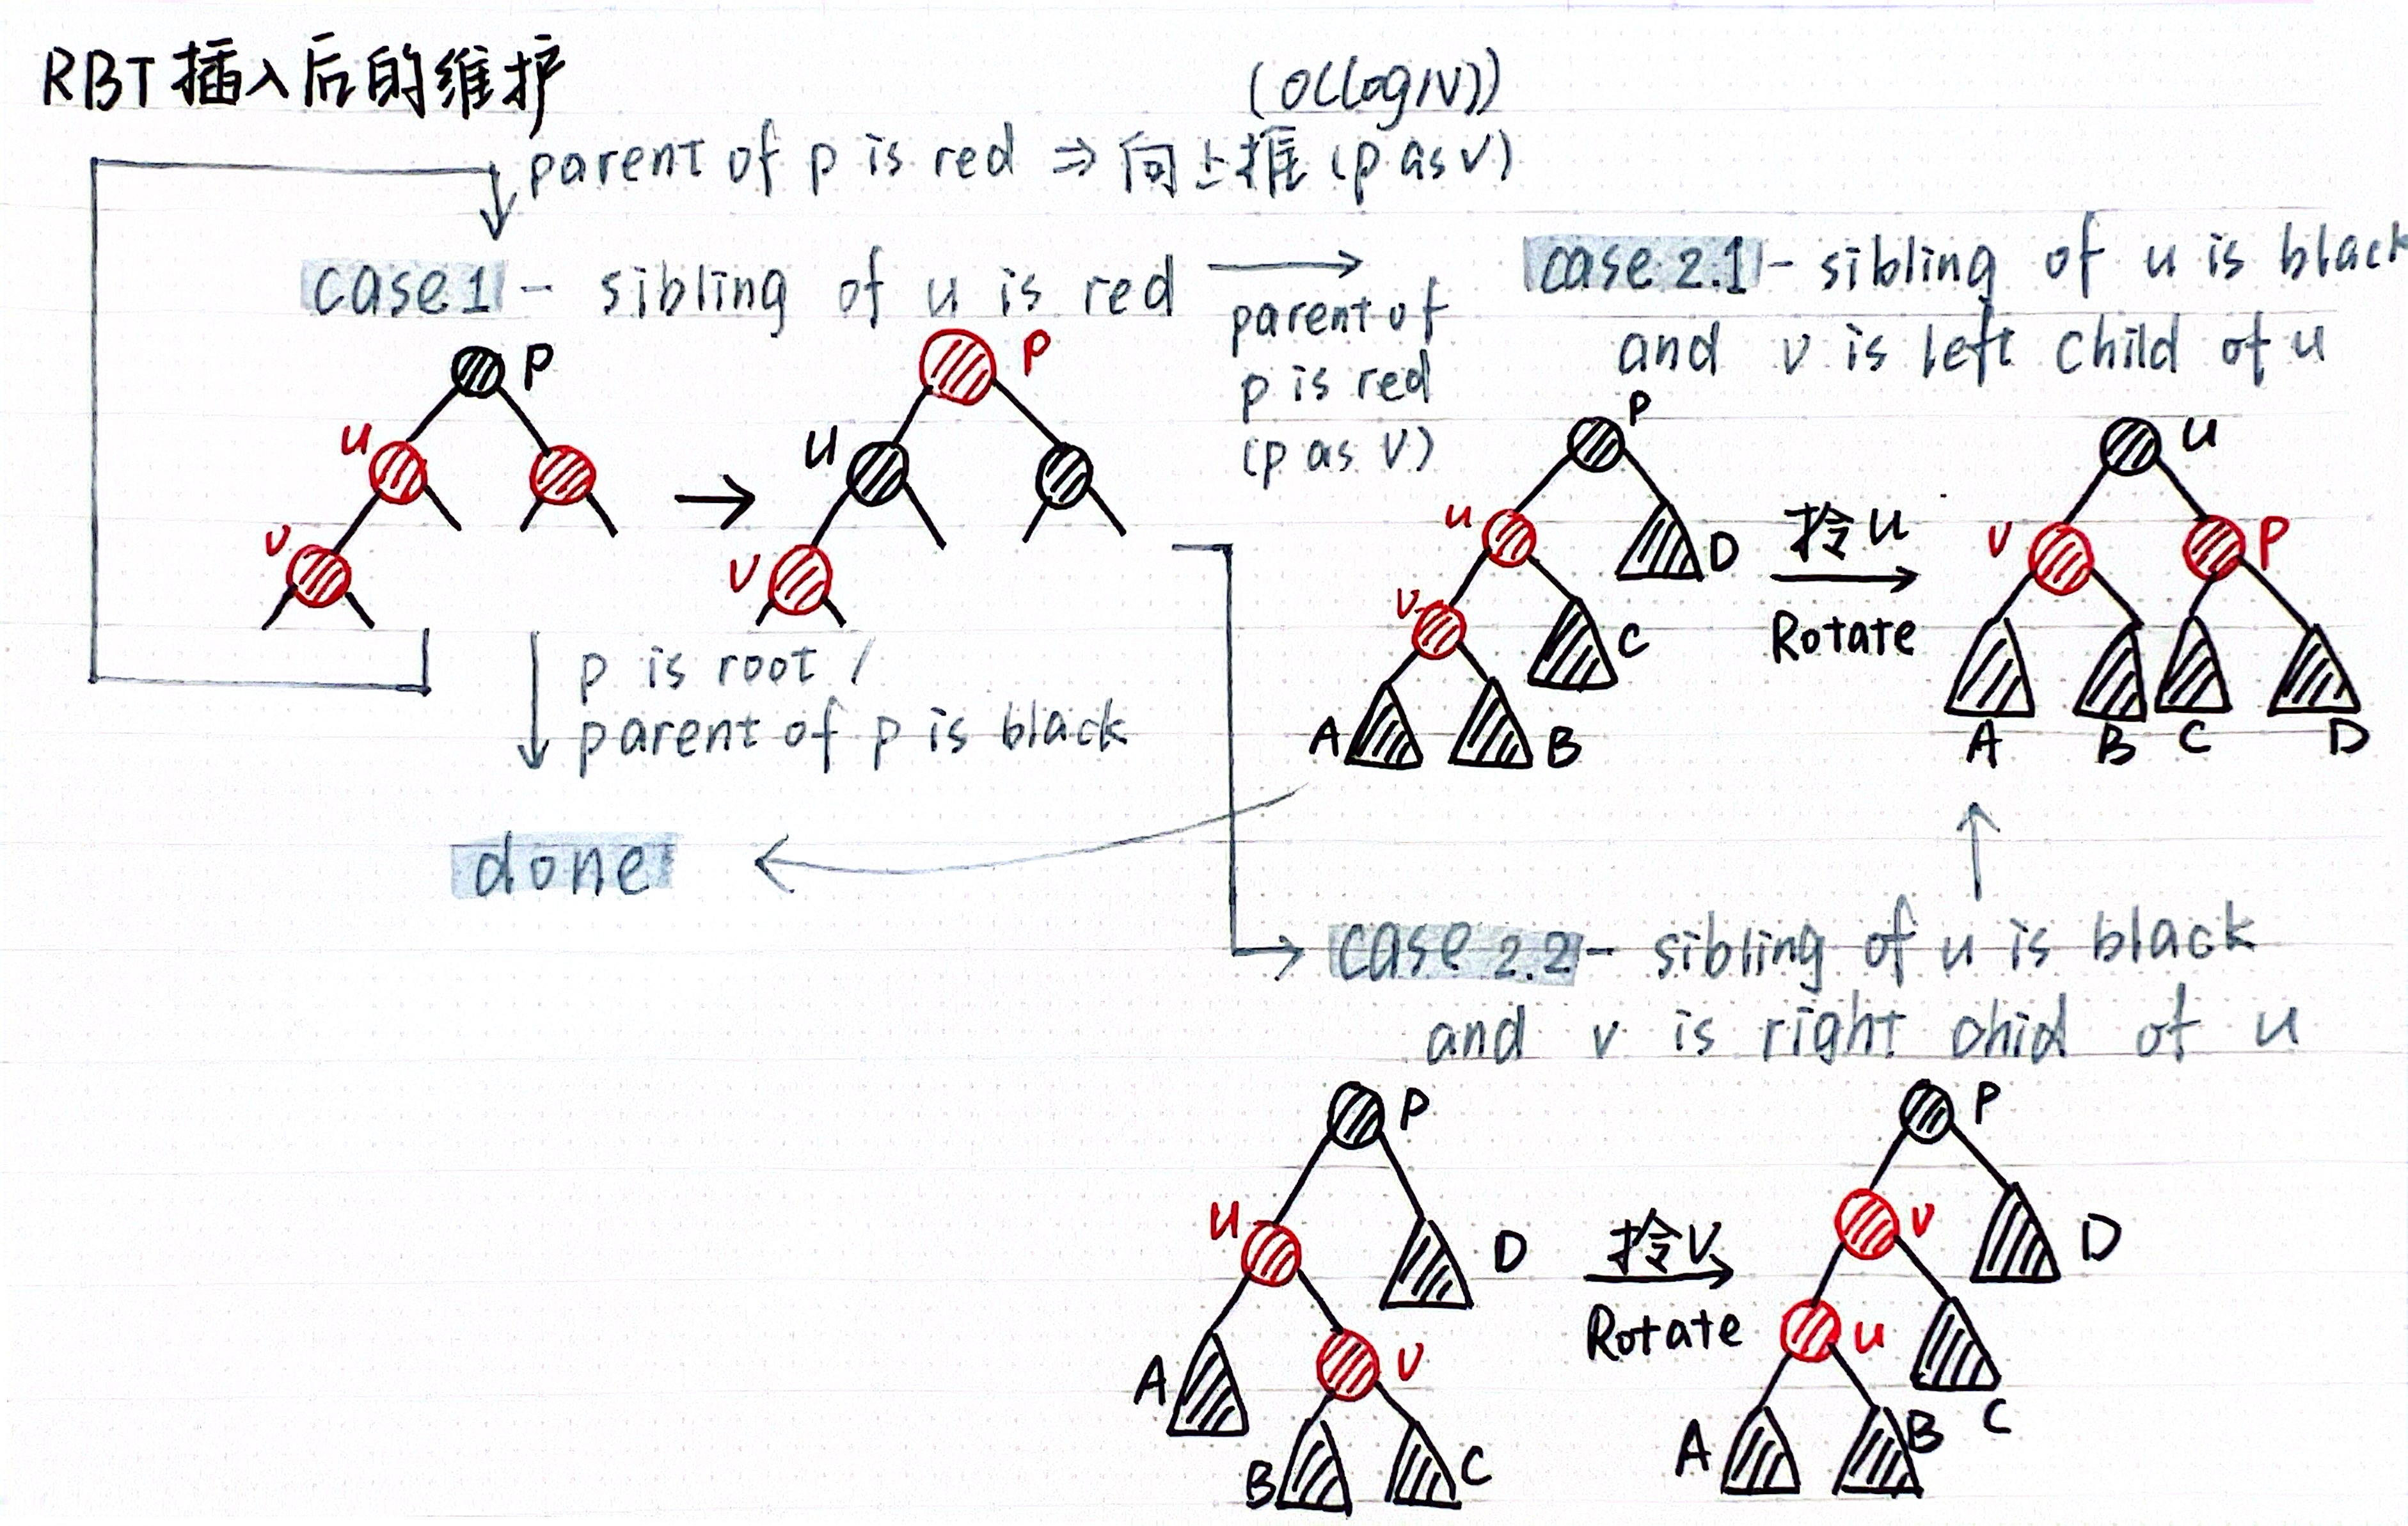 RBT 插入后的维护
(O(logN))
parent of p is red ⇒ 向上推 (p as v)
case1 - sibling of u is red
parent of
p is red
(p as v)
case 2.1 - sibling of u is black
and v is left child of u
P
u
v
P
u
v
P
u
v
A
B
C
D
拎u
Rotate
u
v
P
A
B
C
D
p is root /
parent of p is black
done
case 2.2 - sibling of u is black
and v is right ohid of u
P
u
v
A
B
C
D
拎v
Rotate
P
v
u
A
B
C
D